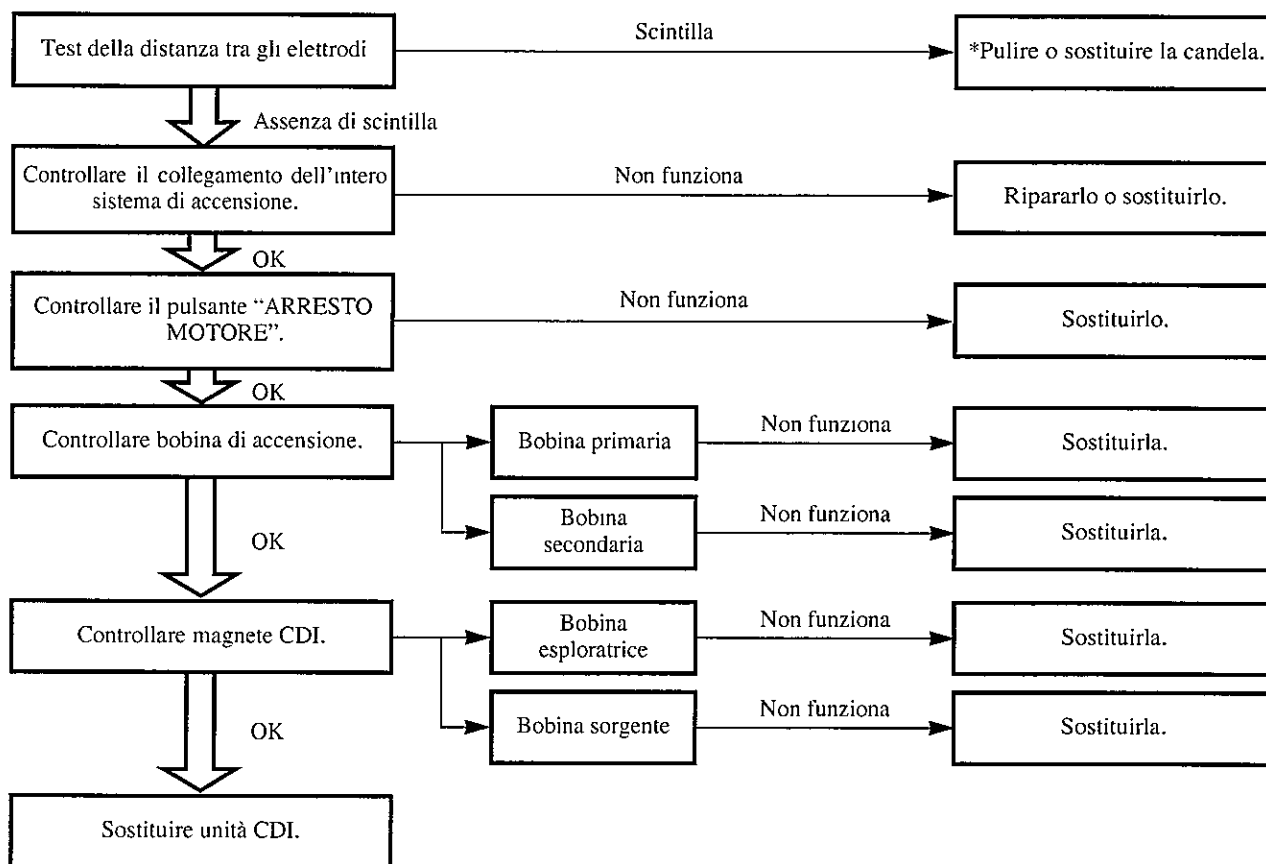 Test della distanza tra gli elettrodi
Scintilla
*Pulire o sostituire la candela.
Assenza di scintilla
Controllare il collegamento dell'intero
sistema di accensione.
Non funziona
Ripararlo o sostituirlo.
OK
Controllare il pulsante “ARRESTO
MOTORE”.
Non funziona
Sostituirlo.
OK
Controllare bobina di accensione.
Bobina primaria
Non funziona
Sostituirla.
Bobina
secondaria
Non funziona
Sostituirla.
OK
Controllare magnete CDI.
Bobina
esploratrice
Non funziona
Sostituirla.
Bobina sorgente
Non funziona
Sostituirla.
OK
Sostituire unità CDI.